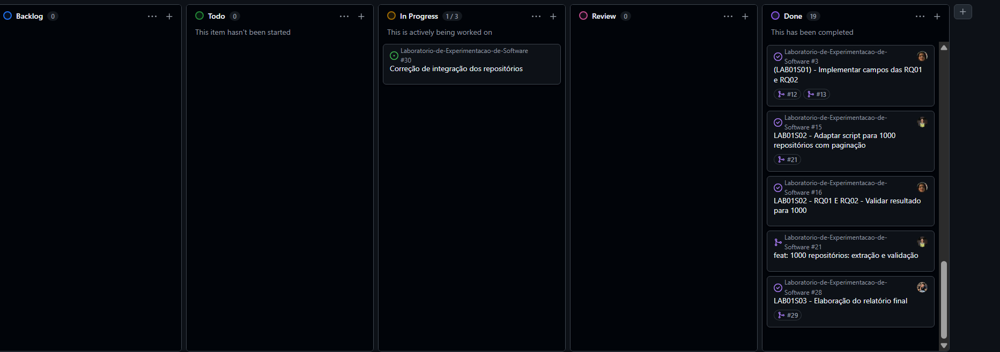 Backlog 0
Todo 0
This item hasn't been started
In Progress 1 / 3
This is actively being worked on
Laboratorio-de-Experimentacao-de-Software
#30
Correção de integração dos repositórios
Review 0
Done 19
This has been completed
Laboratorio-de-Experimentacao-de-
Software #3
(LAB01S01) - Implementar campos das RQ01
e RQ02
#12 #13
Laboratorio-de-Experimentacao-de-
Software #15
LAB01S02 - Adaptar script para 1000
repositórios com paginação
#21
Laboratorio-de-Experimentacao-de-
Software #16
LAB01S02 - RQ01 E RQ02 - Validar resultado
para 1000
Laboratorio-de-Experimentacao-de-
Software #21
feat: 1000 repositórios: extração e validação
Laboratorio-de-Experimentacao-de-
Software #28
LAB01S03 - Elaboração do relatório final
#29